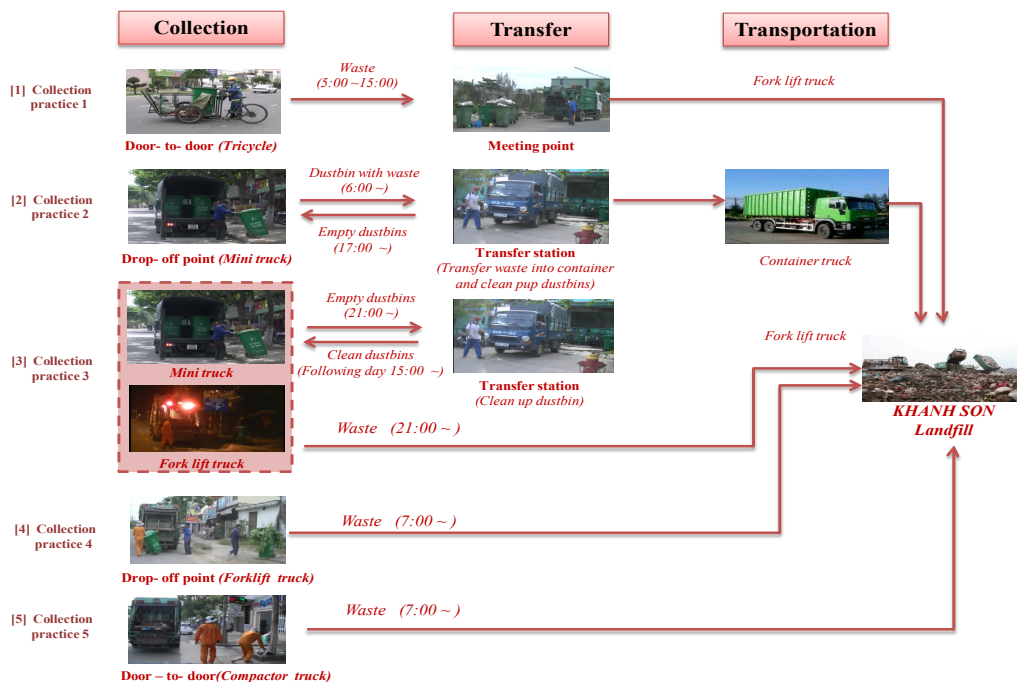 Collection
Transfer
Transportation
[1] Collection
practice 1
Waste
(5:00 ~15:00)
Fork lift truck
Door- to- door (Tricycle)
Meeting point
[2] Collection
practice 2
Dustbin with waste
(6:00 ~)
Empty dustbins
(17:00 ~)
Drop- off point (Mini truck)
Transfer station
(Transfer waste into container
and clean pup dustbins)
Container truck
[3] Collection
practice 3
Empty dustbins
(21:00 ~)
Clean dustbins
(Following day 15:00 ~)
Mini truck
Transfer station
(Clean up dustbin)
Fork lift truck
KHANH SON
Landfill
Waste (21:00 ~ )
Fork lift truck
[4] Collection
practice 4
Waste (7:00 ~ )
Drop- off point (Forklift truck)
[5] Collection
practice 5
Waste (7:00 ~ )
Door – to- door(Compactor truck)